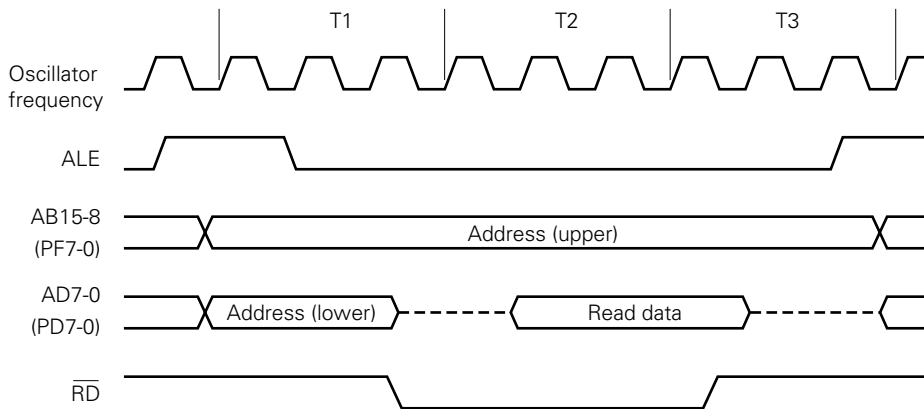 T1 T2 T3
Oscillator
frequency
ALE
AB15-8
(PF7-0)
Address (upper)
AD7-0
(PD7-0)
Address (lower) Read data
RD